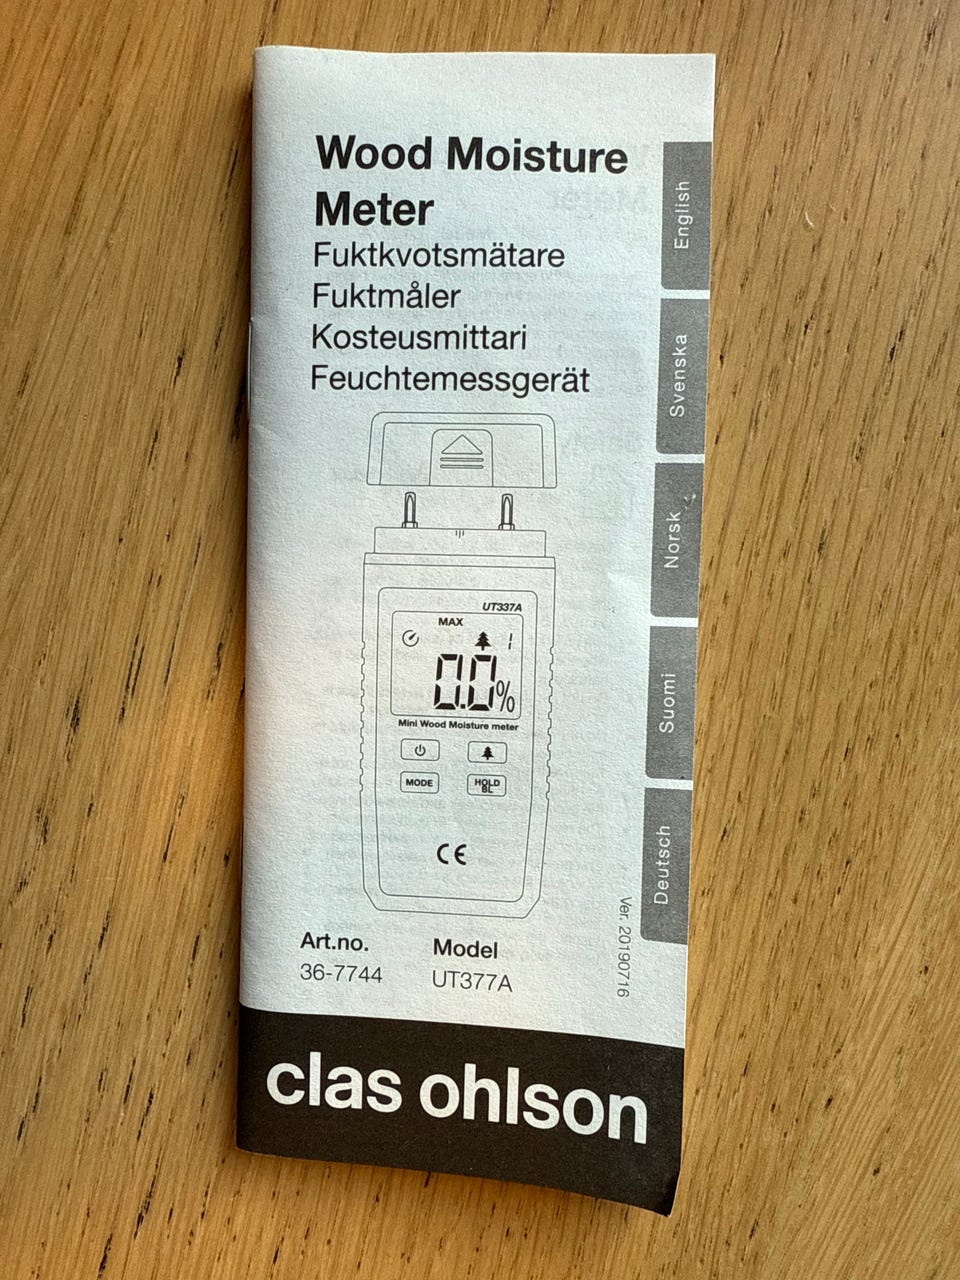 Wood Moisture
Meter
Fuktkvotsmätare
Fuktmåler
Kosteusmittari
Feuchtemessgerät
English
Svenska
Norsk
Suomi
Deutsch
UT337A
MAX
1
0.0%
Mini Wood Moisture meter
MODE
HOLD
BL
CE
Art.no.
36-7744
Model
UT377A
Ver. 20190716
clas ohlson